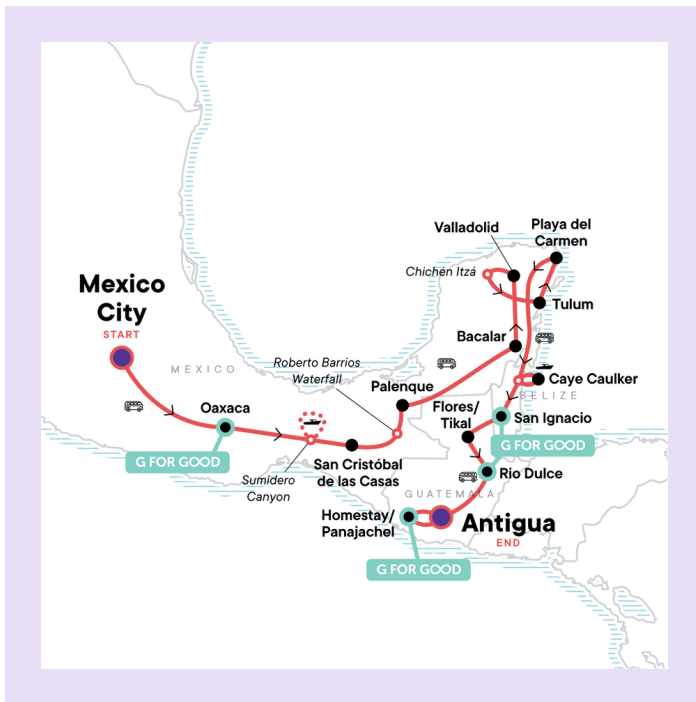 Valladolid
Playa del
Carmen
Chichén Itzá
Mexico
City
START
Tulum
Bacalar
MEXICO
Roberto Barrios
Waterfall
Palenque
Caye Caulker
BELIZE
Oaxaca
Flores/
Tikal
San Ignacio
G FOR GOOD
G FOR GOOD
San Cristóbal
de las Casas
Sumidero
Canyon
Rio Dulce
GUATEMALA
Homestay/
Panajachel
Antigua
END
G FOR GOOD